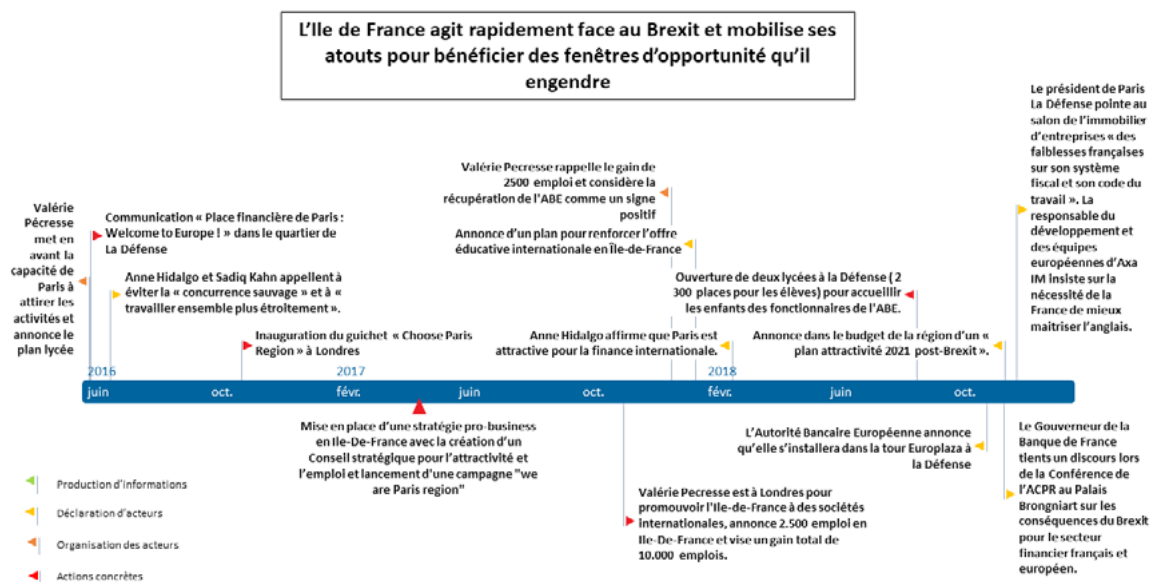 L'Ile de France agit rapidement face au Brexit et mobilise ses
atouts pour bénéficier des fenêtres d'opportunité qu'il
engendre
Valérie
Pécresse
met en
avant la
capacité de
Paris à
attirer les
activités et
annonce le
plan lycée
Communication « Place financière de Paris :
Welcome to Europe ! » dans le quartier de
La Défense
Anne Hidalgo et Sadiq Kahn appellent à
éviter la « concurrence sauvage » et à «
travailler ensemble plus étroitement ».
Inauguration du guichet « Choose Paris
Region » à Londres
Valérie Pecresse rappelle le gain de
2500 emploi et considère la
récupération de l'ABE comme un signe
positif
Annonce d'un plan pour renforcer l'offre
éducative internationale en Île-de-France
Ouverture de deux lycées à la Défense ( 2
300 places pour les élèves) pour accueillir
les enfants des fonctionnaires de l'ABE.
Anne Hidalgo affirme que Paris est
attractive pour la finance internationale.
Annonce dans le budget de la région d'un «
plan attractivité 2021 post-Brexit ».
Le président de Paris
La Défense pointe au
salon de l'immobilier
d'entreprises « des
faiblesses françaises
sur son système
fiscal et son code du
travail ». La
responsable du
développement et
des équipes
européennes d'Axa
IM insiste sur la
nécessité de la
France de mieux
maitriser l'anglais.
2016
2017
2018
juin
oct.
févr.
juin
oct.
févr.
juin
oct.
Mise en place d'une stratégie pro-business
en Ile-De-France avec la création d'un
Conseil stratégique pour l'attractivité et
l'emploi et lancement d'une campagne "we
are Paris region"
Valérie Pecresse est à Londres pour
promouvoir l'Ile-de-France à des sociétés
internationales, annonce 2.500 emploi en
Ile-De-France et vise un gain total de
10.000 emplois.
L'Autorité Bancaire Européenne annonce
qu'elle s'installera dans la tour Europlaza à
la Défense
Le Gouverneur de la
Banque de France
tients un discours lors
de la Conférence de
l'ACPR au Palais
Brongniart sur les
conséquences du Brexit
pour le secteur
financier français et
européen.
Production d'informations
Déclaration d'acteurs
Organisation des acteurs
Actions concrètes